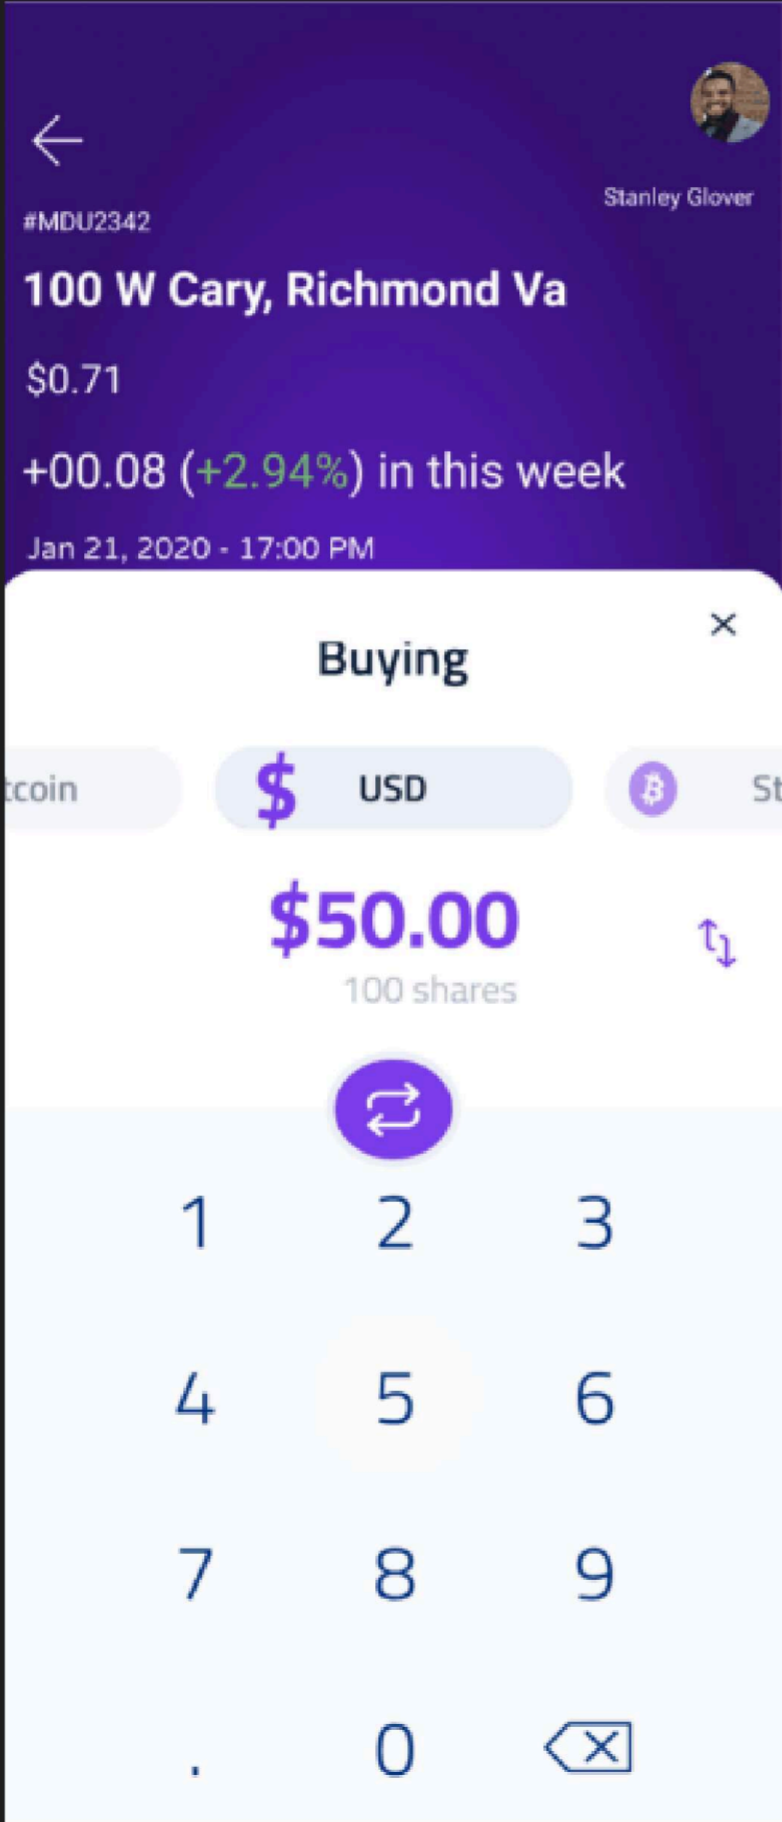 Stanley Glover
#MDU2342
100 W Cary, Richmond Va
$0.71
+00.08 (+2.94%) in this week
Jan 21, 2020 - 17:00 PM
Buying
tcoin $ USD St
$50.00
100 shares
1 2 3
4 5 6
7 8 9
. 0